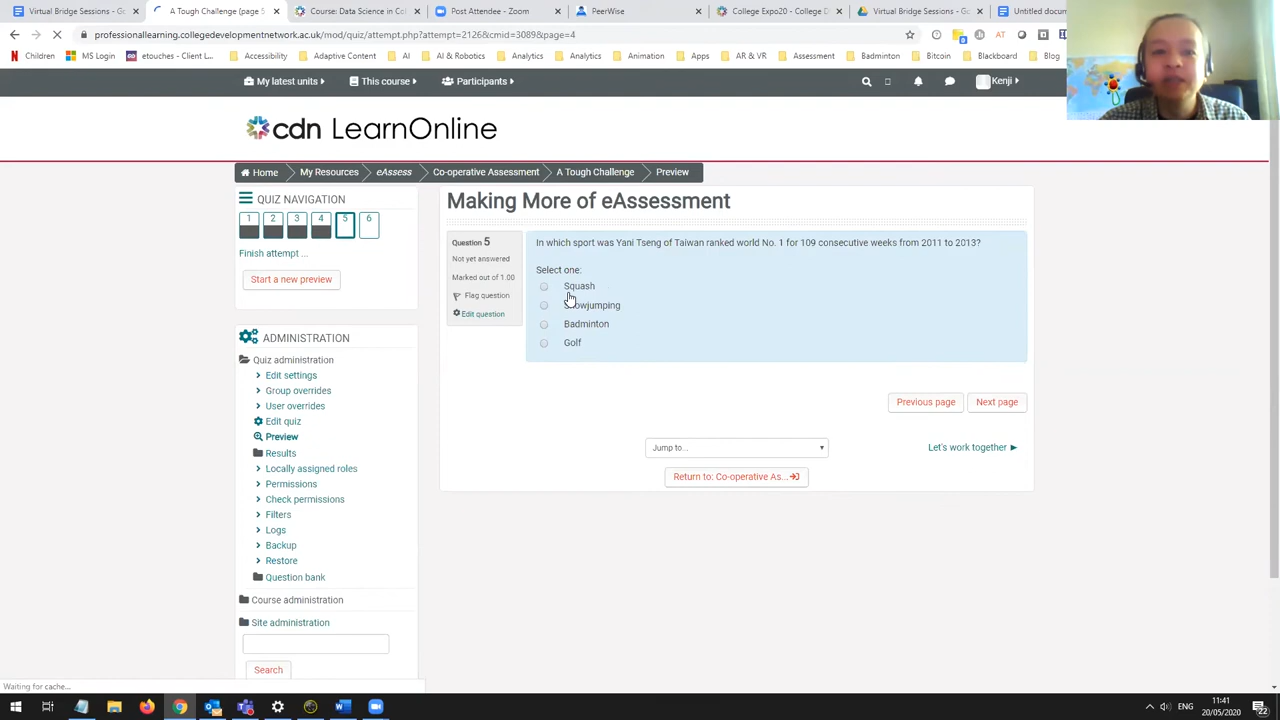 Virtual Bridge Sessions - Go
A Tough Challenge (page 5
Course: Data Science in Col
Post Attendee - Zoom
PeerWise
College Expo20 - College D
Virtual Bridge Sessions - Go
Untitled docum
professionallearning.collegedevelopmentnetwork.ac.uk/mod/quiz/attempt.php?attempt=2126&cmid=3089&page=4
Children
MS Login
etouches - Client L...
Accessibility
Adaptive Content
AI
AI & Robotics
Analytics
Analytics
Animation
Apps
AR & VR
Assessment
Badminton
Bitcoin
Blackboard
Blog
My latest units
This course
Participants
Kenji
cdn LearnOnline
Home
My Resources
eAssess
Co-operative Assessment
A Tough Challenge
Preview
QUIZ NAVIGATION
1 2 3 4 5 6
Finish attempt ...
Start a new preview
ADMINISTRATION
Quiz administration
Edit settings
Group overrides
User overrides
Edit quiz
Preview
Results
Locally assigned roles
Permissions
Check permissions
Filters
Logs
Backup
Restore
Question bank
Course administration
Site administration
Search
Making More of eAssessment
Question 5
Not yet answered
Marked out of 1.00
Flag question
Edit question
In which sport was Yani Tseng of Taiwan ranked world No. 1 for 109 consecutive weeks from 2011 to 2013?
Select one:
Squash
Showjumping
Badminton
Golf
Previous page
Next page
Jump to...
Let's work together
Return to: Co-operative As...
Waiting for cache...
ENG
11:41
20/05/2020
22